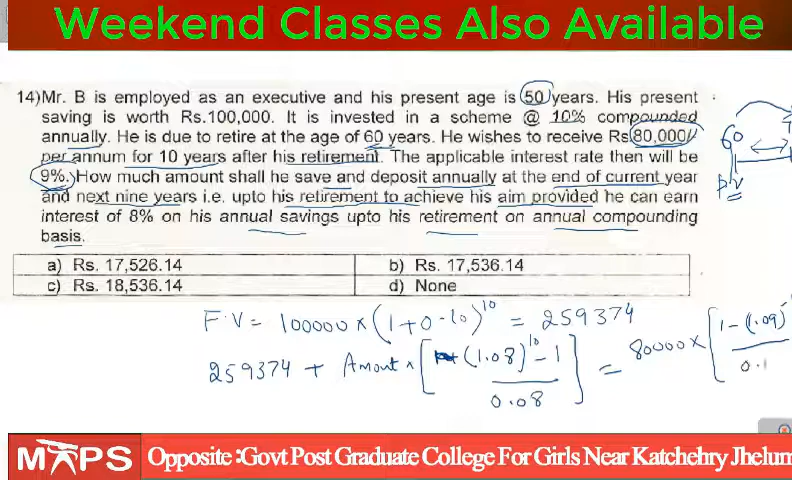 Weekend Classes Also Available
14)Mr. B is employed as an executive and his present age is 50 years. His present
saving is worth Rs.100,000. It is invested in a scheme @ 10% compounded
annually. He is due to retire at the age of 60 years. He wishes to receive Rs 80,000/
per annum for 10 years after his retirement. The applicable interest rate then will be
9%. How much amount shall he save and deposit annually at the end of current year
and next nine years i.e. upto his retirement to achieve his aim provided he can earn
interest of 8% on his annual savings upto his retirement on annual compounding
basis.
60
P.V
a) Rs. 17,526.14 b) Rs. 17,536.14
c) Rs. 18,536.14 d) None
F.V = 100000 × (1+0.10)^10 = 259374
259374 + Amount × [(1.08)^10 - 1 / 0.08] = 80000 × [1 - (1.09)^- / 0.
MAPS Opposite :Govt Post Graduate College For Girls Near Katchehry Jhelum